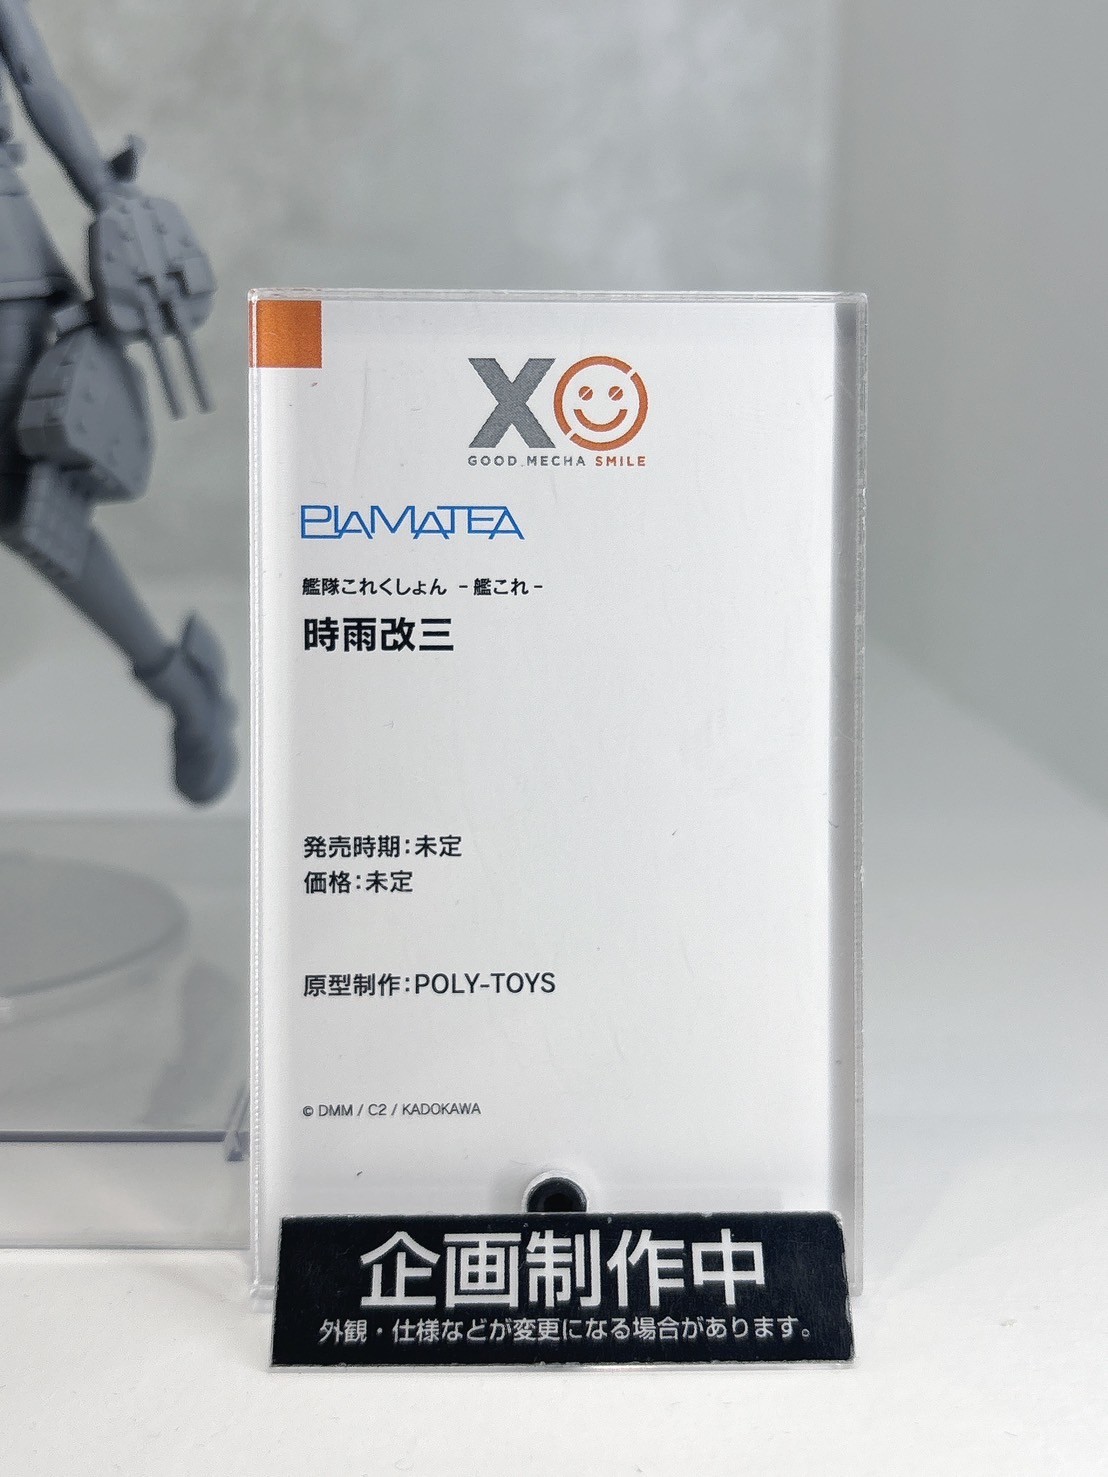 XO
GOOD MECHA SMILE
PLAMATEA
艦隊これくしょん -艦これ-
時雨改三
発売時期:未定
価格:未定
原型制作:POLY-TOYS
© DMM / C2 / KADOKAWA
企画制作中
外観・仕様などが変更になる場合があります。